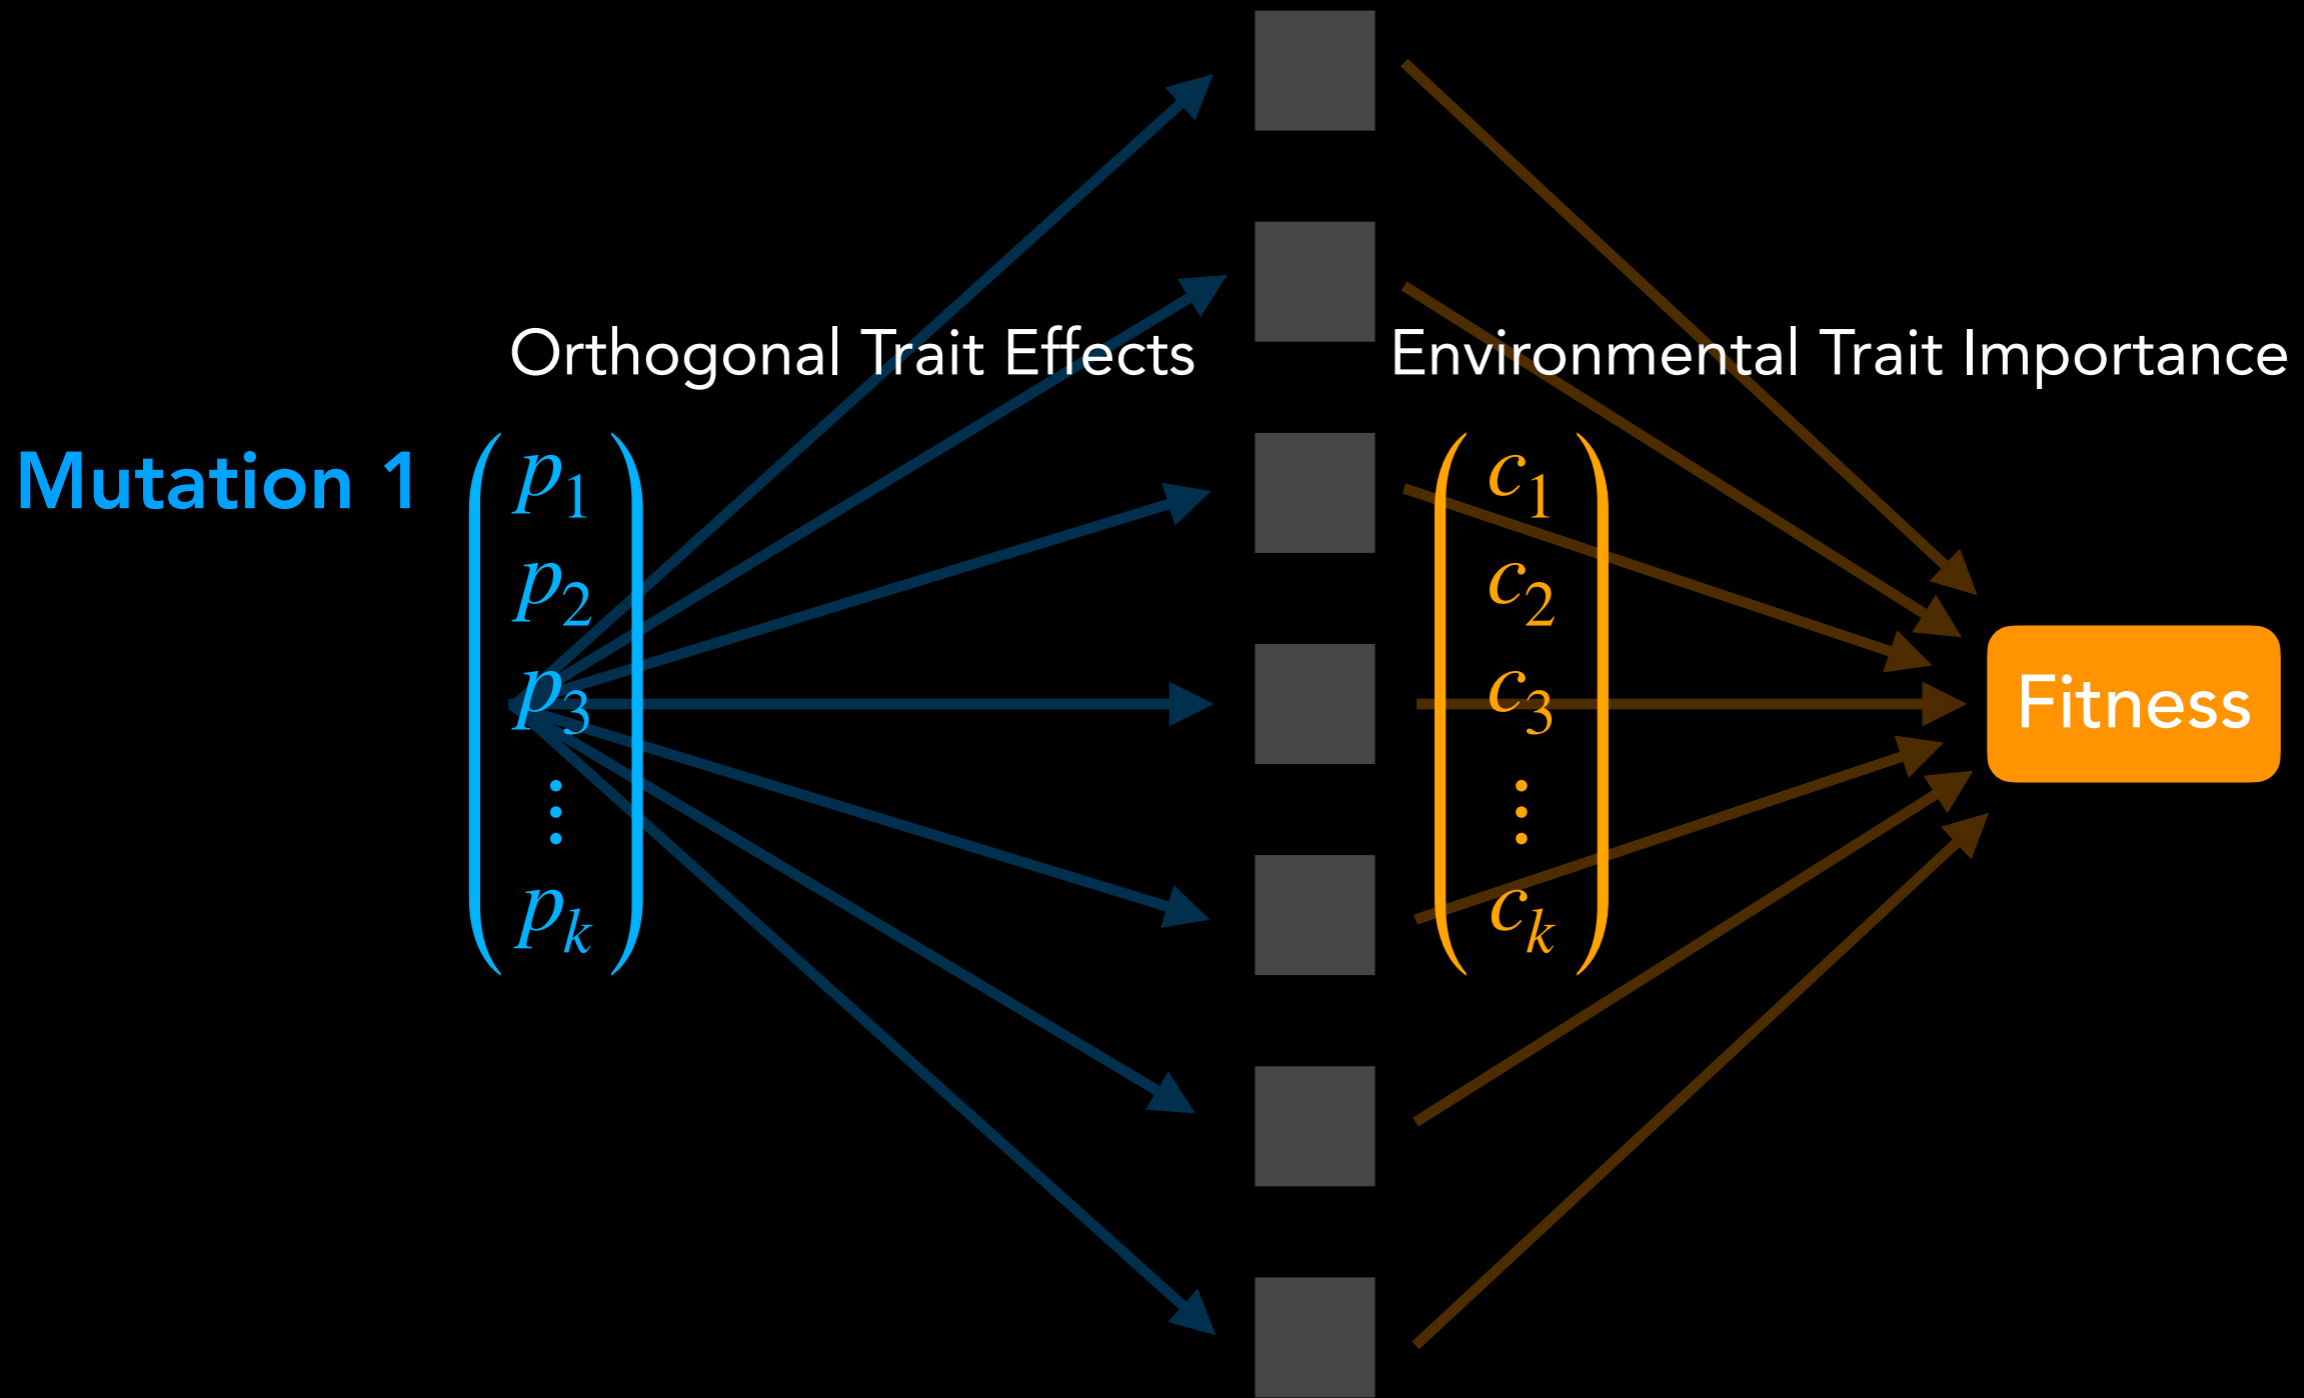 Orthogonal Trait Effects
Environmental Trait Importance
Mutation 1
p1
p2
p3
⋮
pk
c1
c2
c3
⋮
ck
Fitness